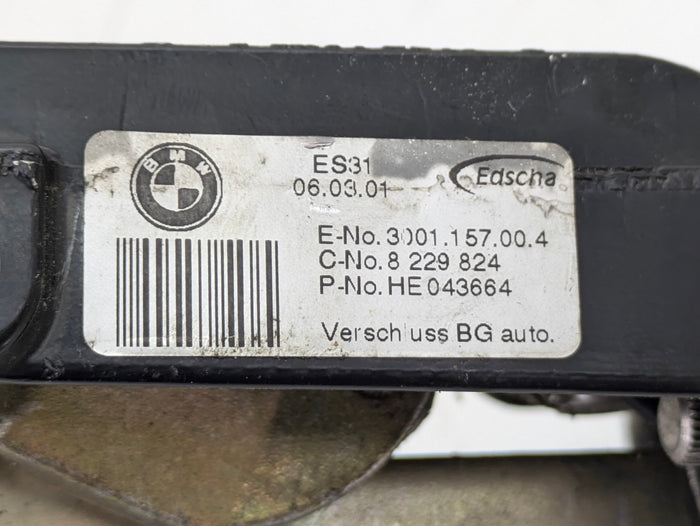 BMW
ES31
06.03.01
Edscha
E-No. 3001.157.00.4
C-No. 8 229 824
P-No. HE 043664
Verschluss BG auto.